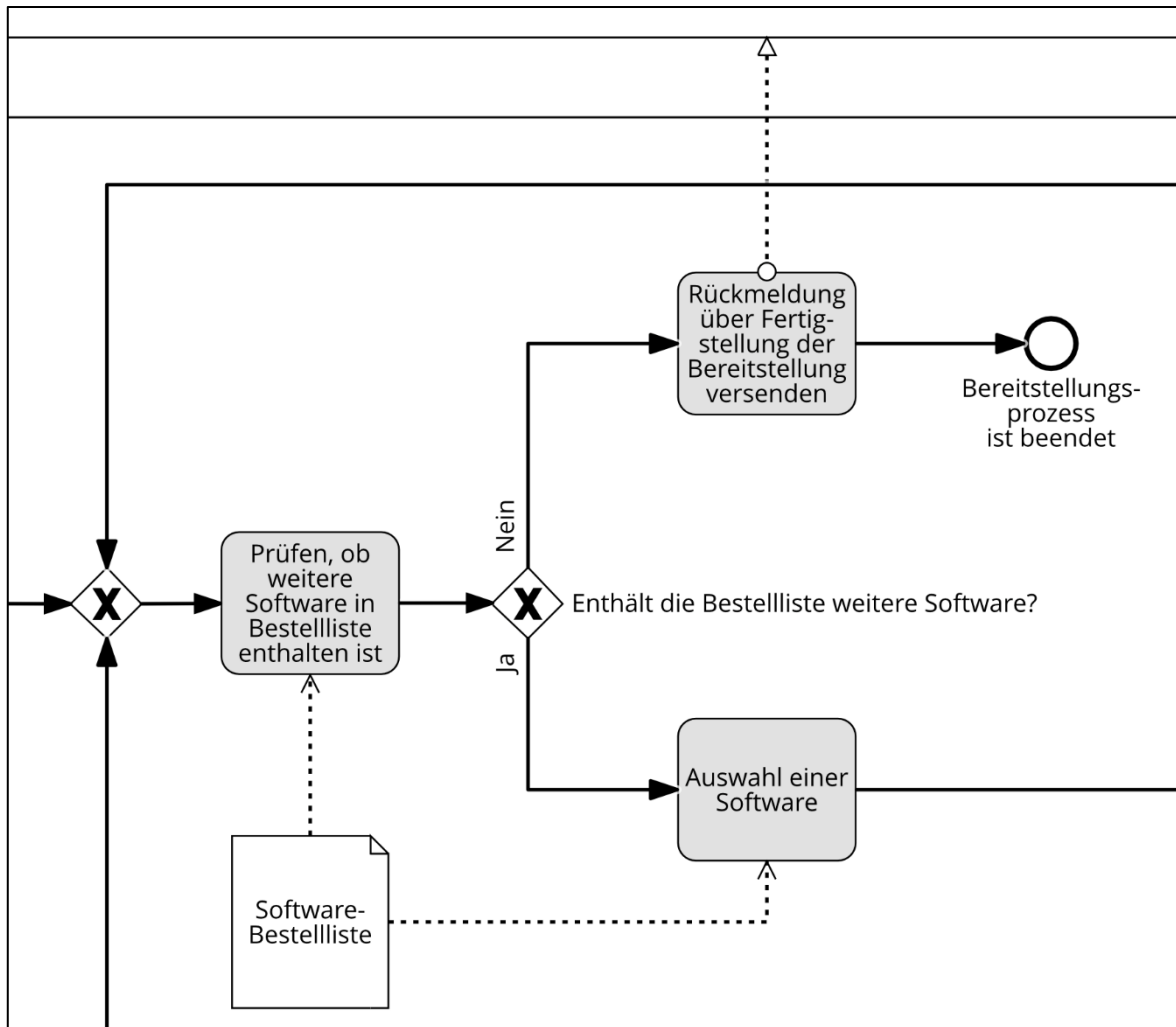 Rückmeldung
über Fertig-
stellung der
Bereitstellung
versenden
Bereitstellungs-
prozess
ist beendet
Nein
Prüfen, ob
weitere
Software in
Bestellliste
enthalten ist
Enthält die Bestellliste weitere Software?
Ja
Auswahl einer
Software
Software-
Bestellliste